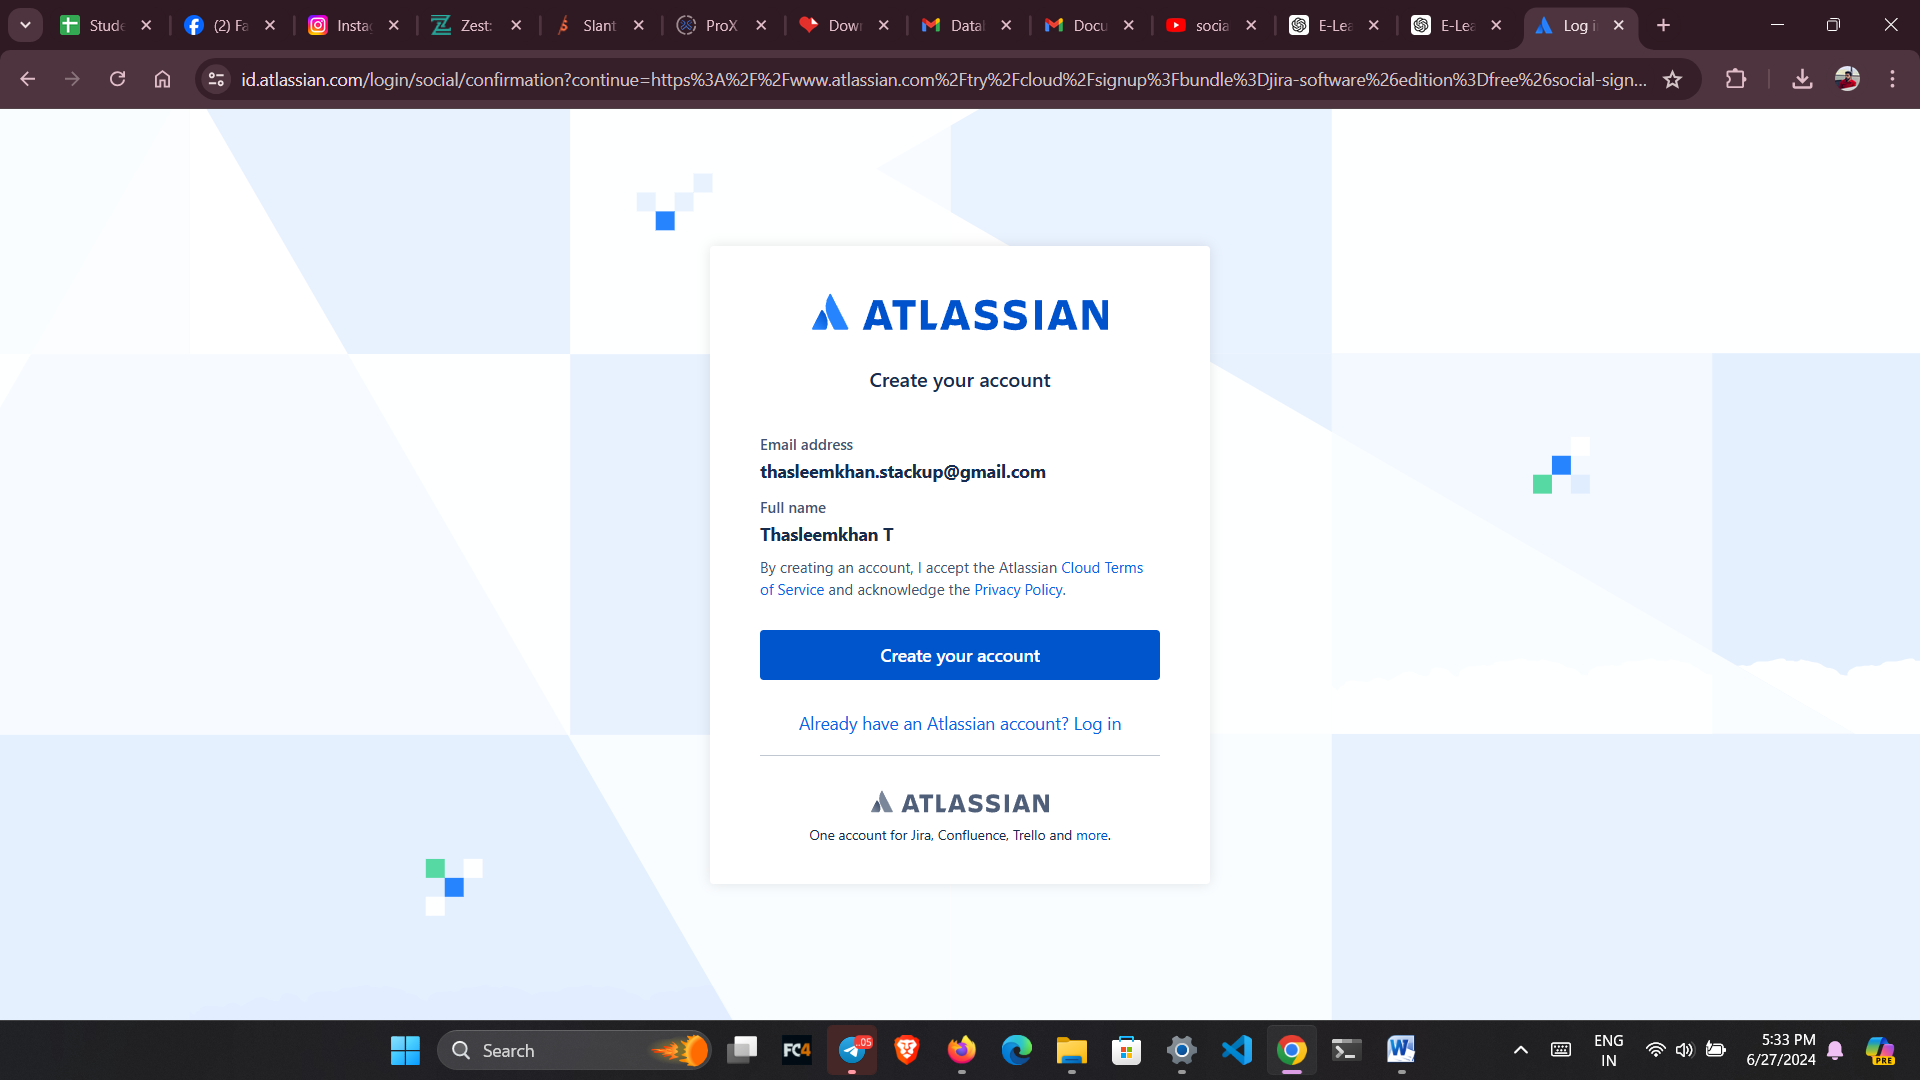 Stude
(2) Fa
Insta
Zest:
Slant
ProX
Down
Datal
Docu
socia
E-Lea
E-Lea
Log i
id.atlassian.com/login/social/confirmation?continue=https%3A%2F%2Fwww.atlassian.com%2Ftry%2Fcloud%2Fsignup%3Fbundle%3Djira-software%26edition%3Dfree%26social-sign...
ATLASSIAN
Create your account
Email address
thasleemkhan.stackup@gmail.com
Full name
Thasleemkhan T
By creating an account, I accept the Atlassian Cloud Terms
of Service and acknowledge the Privacy Policy.
Create your account
Already have an Atlassian account? Log in
ATLASSIAN
One account for Jira, Confluence, Trello and more.
Search
FC4
..05
ENG
IN
5:33 PM
6/27/2024
PRE